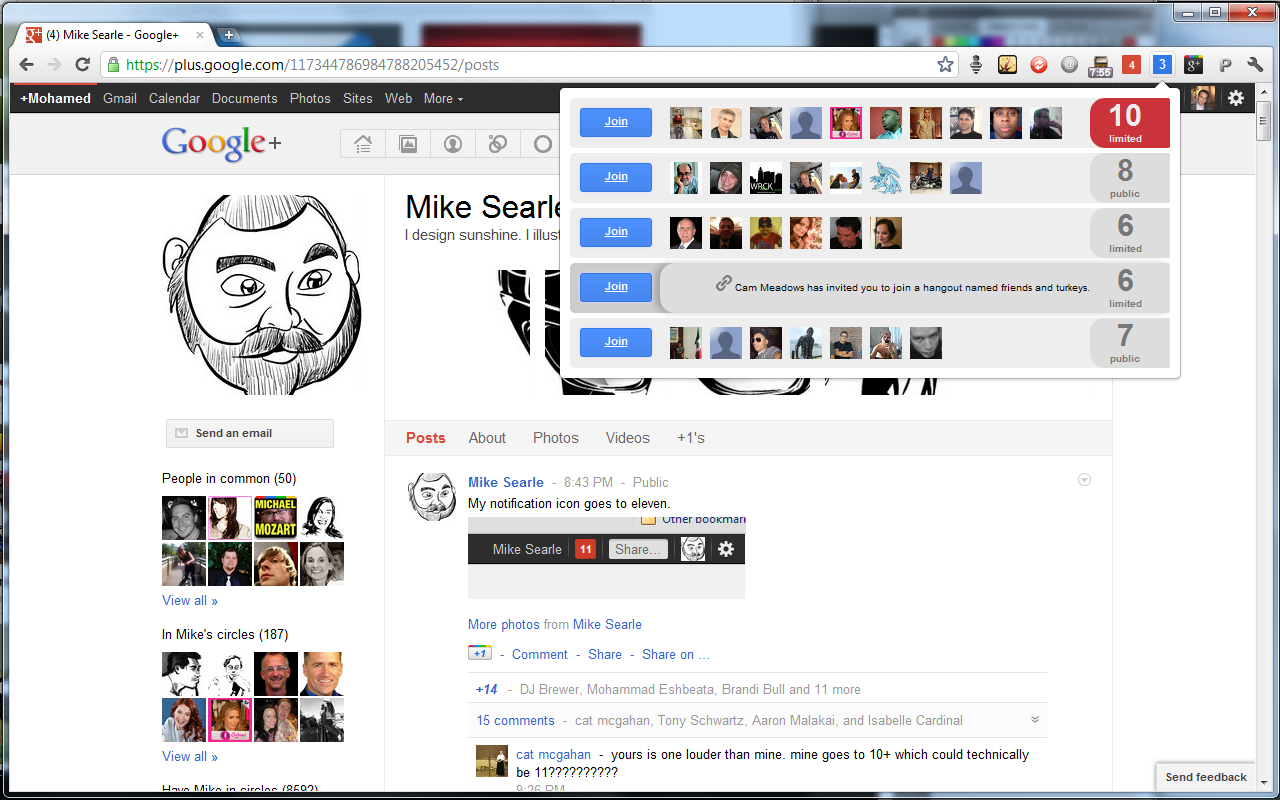 (4) Mike Searle - Google+
https://plus.google.com/117344786984788205452/posts
7:55
4
3
g+
P
+Mohamed Gmail Calendar Documents Photos Sites Web More
Google+
Join
10
limited
Join
WRCK
8
public
Join
6
limited
Join
Cam Meadows has invited you to join a hangout named friends and turkeys.
6
limited
Join
7
public
Mike Searle
I design sunshine. I illust
Send an email
People in common (50)
MICHAEL
MOZART
View all »
In Mike's circles (187)
View all »
Have Mike in circles (8592)
Posts About Photos Videos +1's
Mike Searle - 8:43 PM - Public
My notification icon goes to eleven.
Other bookmark
Mike Searle 11 Share...
More photos from Mike Searle
+1 - Comment - Share - Share on ...
+14 - DJ Brewer, Mohammad Eshbeata, Brandi Bull and 11 more
15 comments - cat mcgahan, Tony Schwartz, Aaron Malakai, and Isabelle Cardinal
cat mcgahan - yours is one louder than mine. mine goes to 10+ which could technically
be 11??????????
9:26 PM
Send feedback